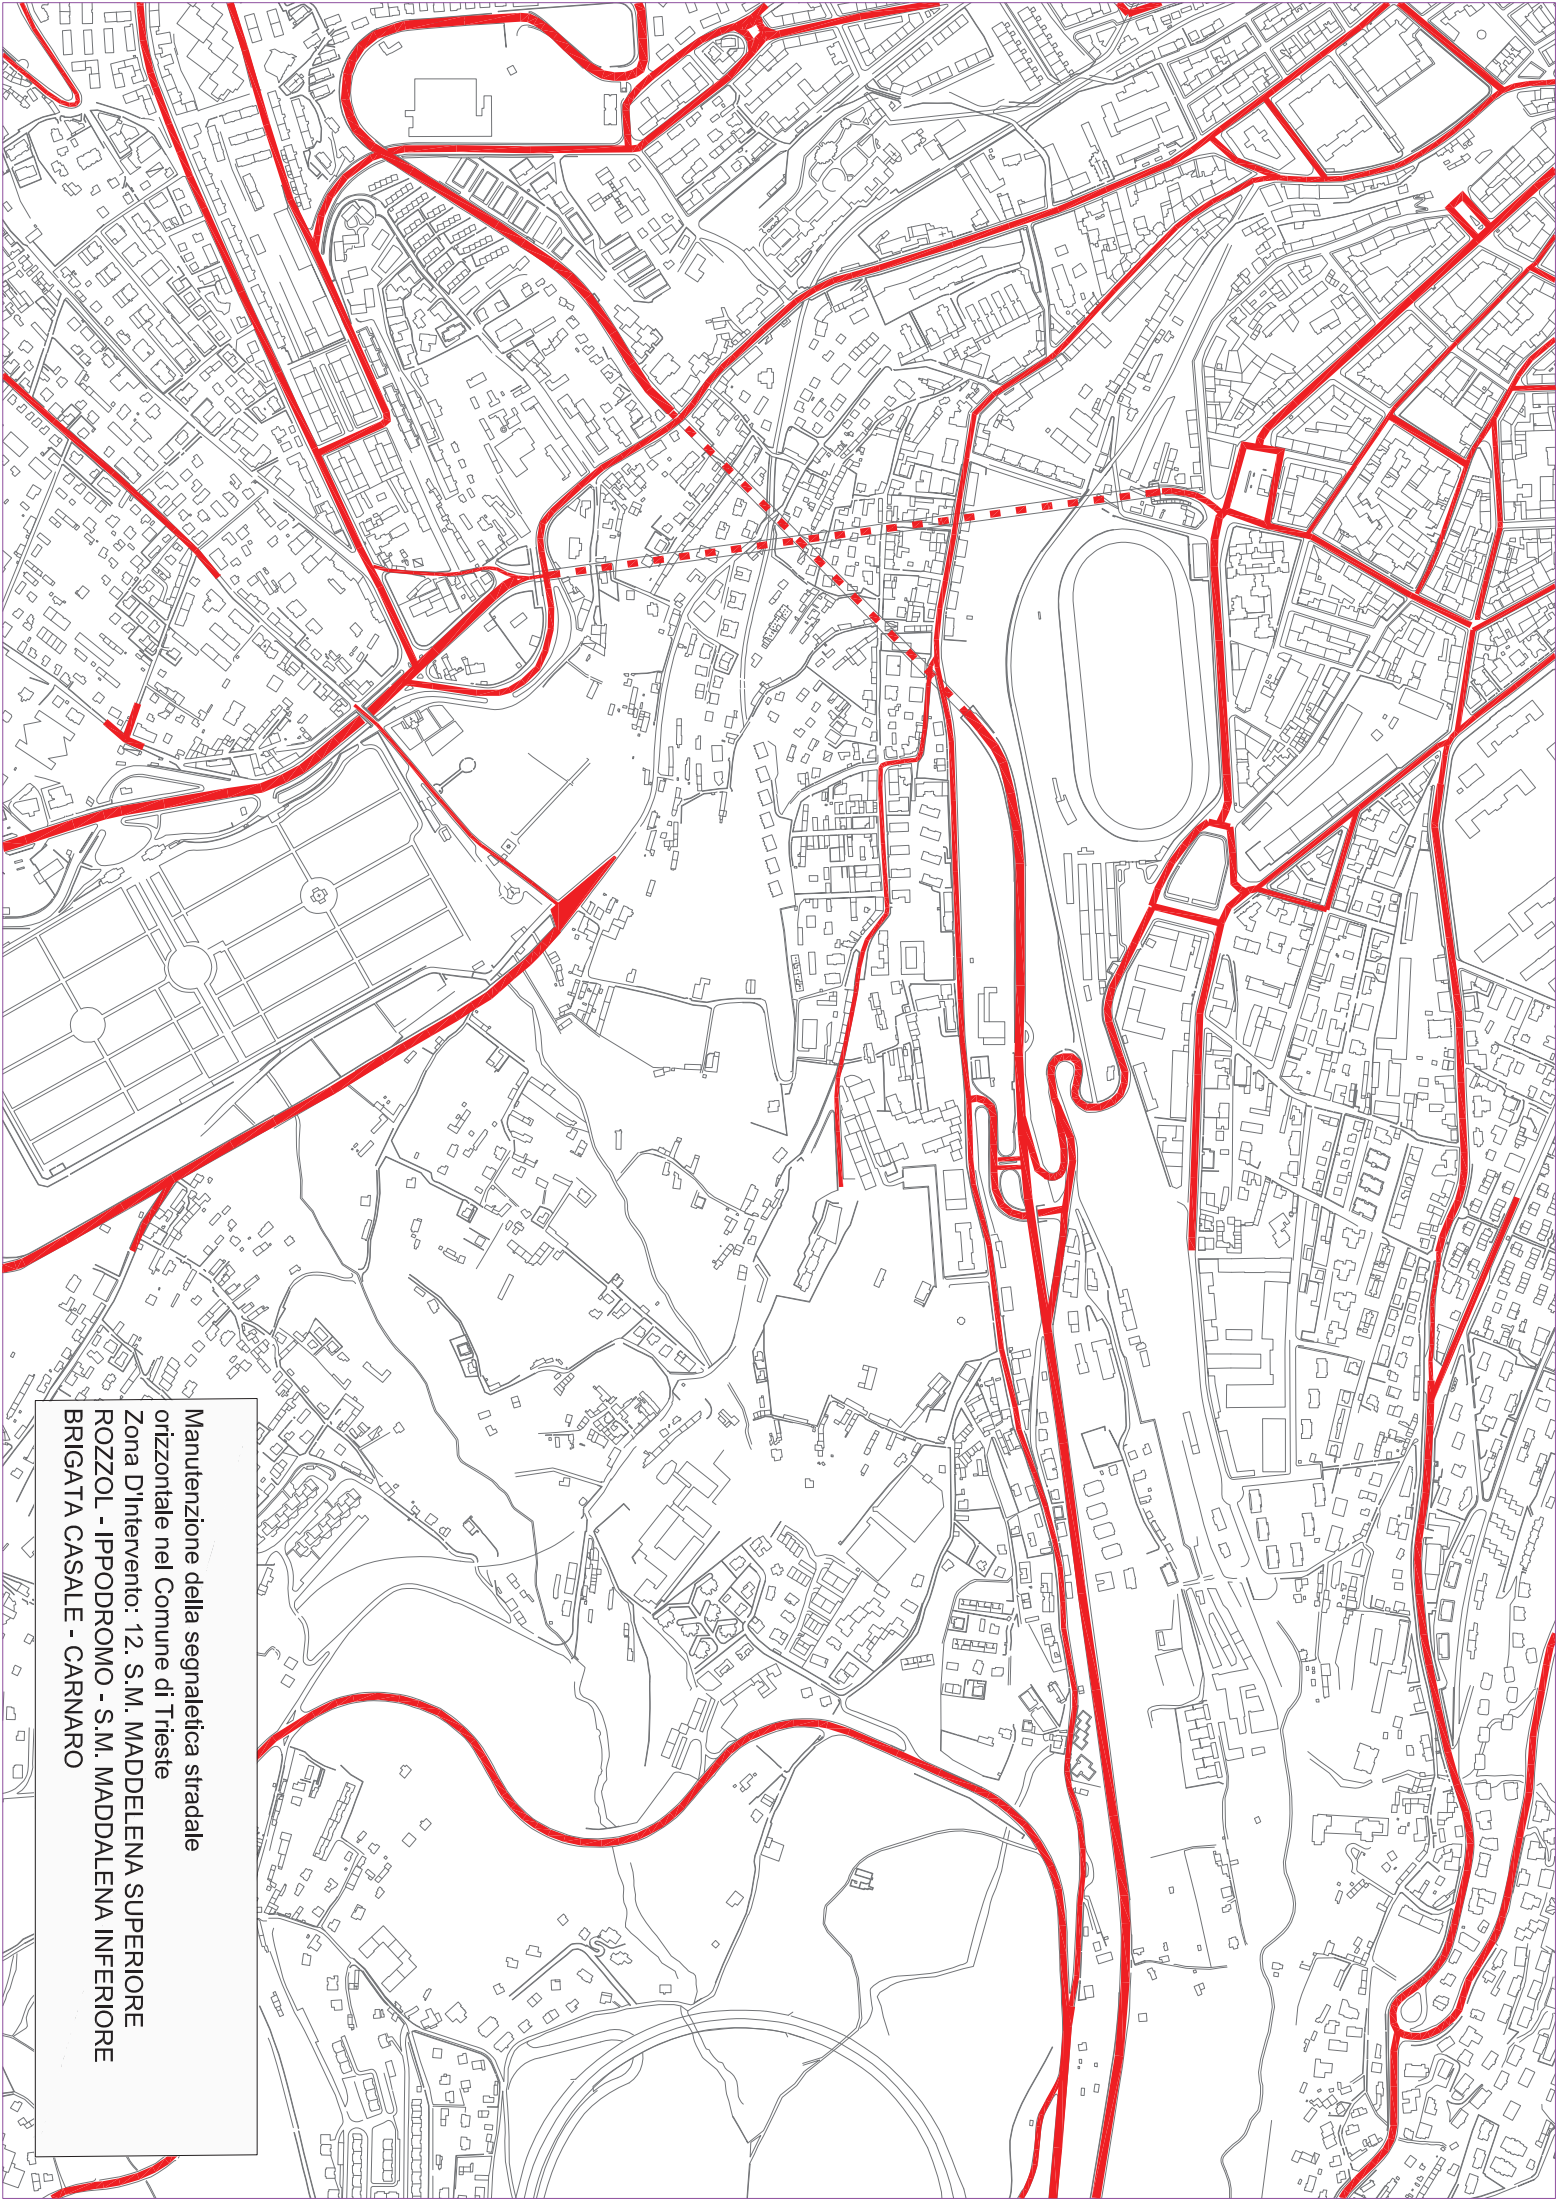 Manutenzione della segnaletica stradale
orizzontale nel Comune di Trieste
Zona D'Intervento: 12. S.M. MADDELENA SUPERIORE
ROZZOL - IPPODROMO - S.M. MADDALENA INFERIORE
BRIGATA CASALE - CARNARO